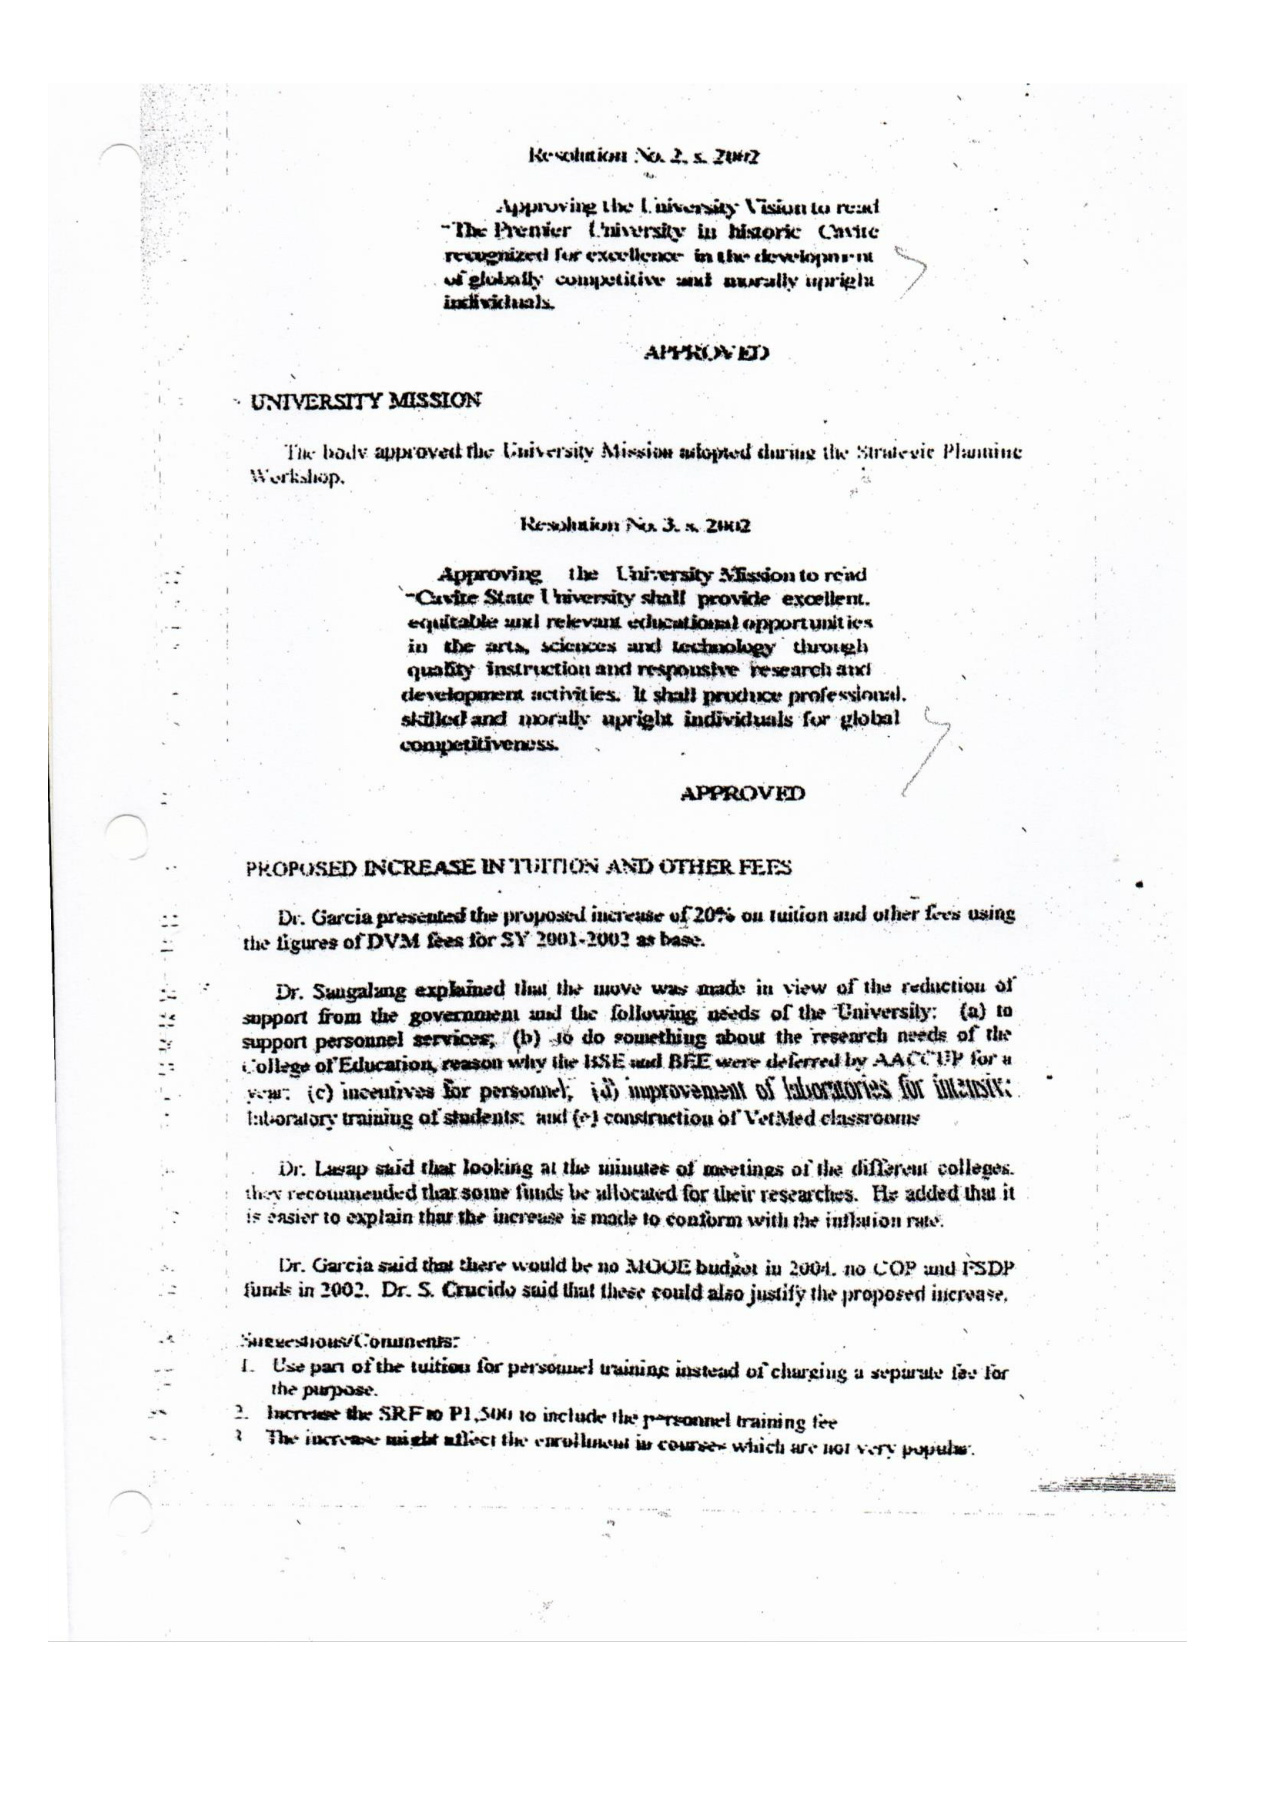 Resolution No. 2, s. 2002
Approving the University Vision to read
"The Premier University in historic Cavite
recognized for excellence in the development
of globally competitive and morally upright
individuals.
APPROVED
UNIVERSITY MISSION
The body approved the University Mission adopted during the Strategic Planning
Workshop.
Resolution No. 3, s. 2002
Approving the University Mission to read
"Cavite State University shall provide excellent,
equitable and relevant educational opportunities
in the arts, sciences and technology through
quality instruction and responsive research and
development activities. It shall produce professional,
skilled and morally upright individuals for global
competitiveness.
APPROVED
PROPOSED INCREASE IN TUITION AND OTHER FEES
Dr. Garcia presented the proposed increase of 20% on tuition and other fees using
the figures of DVM fees for SY 2001-2002 as base.
Dr. Sangalang explained that the move was made in view of the reduction of
support from the government and the following needs of the University: (a) to
support personnel services; (b) to do something about the research needs of the
College of Education, reason why the BSE and BEE were deferred by AACCUP for a
year; (c) incentives for personnel; (d) improvement of laboratories for intensive
laboratory training of students; and (e) construction of VetMed classrooms
Dr. Lasap said that looking at the minutes of meetings of the different colleges,
they recommended that some funds be allocated for their researches. He added that it
is easier to explain that the increase is made to conform with the inflation rate.
Dr. Garcia said that there would be no MOOE budget in 2004, no COP and FSDP
funds in 2002. Dr. S. Crucido said that these could also justify the proposed increase.
Suggestions/Comments:
1. Use part of the tuition for personnel training instead of charging a separate fee for
the purpose.
2. Increase the SRF to P1,500 to include the personnel training fee
3 The increase might affect the enrollment in courses which are not very popular.